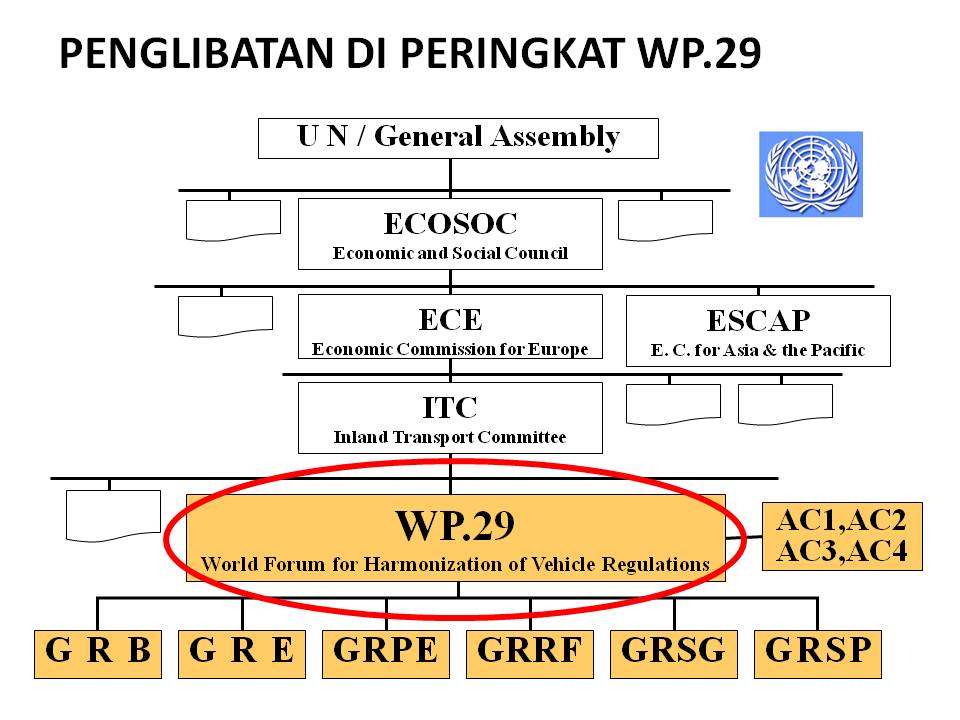 PENGLIBATAN DI PERINGKAT WP.29
U N / General Assembly
ECOSOC
Economic and Social Council
ECE
Economic Commission for Europe
ESCAP
E. C. for Asia & the Pacific
ITC
Inland Transport Committee
WP.29
World Forum for Harmonization of Vehicle Regulations
AC1,AC2
AC3,AC4
G R B
G R E
GRPE
GRRF
GRSG
GRSP